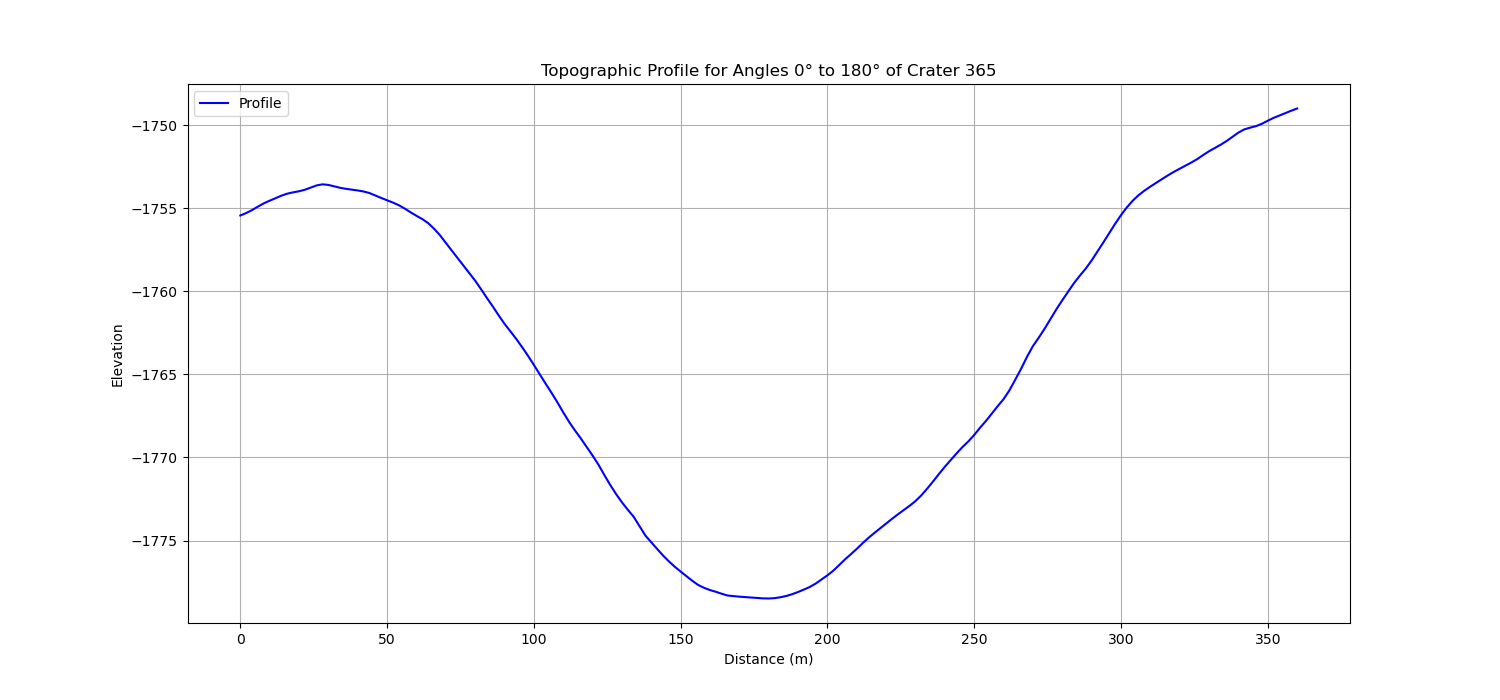 Topographic Profile for Angles 0° to 180° of Crater 365
Profile
−1750
−1755
−1760
−1765
−1770
−1775
Elevation
0 50 100 150 200 250 300 350
Distance (m)